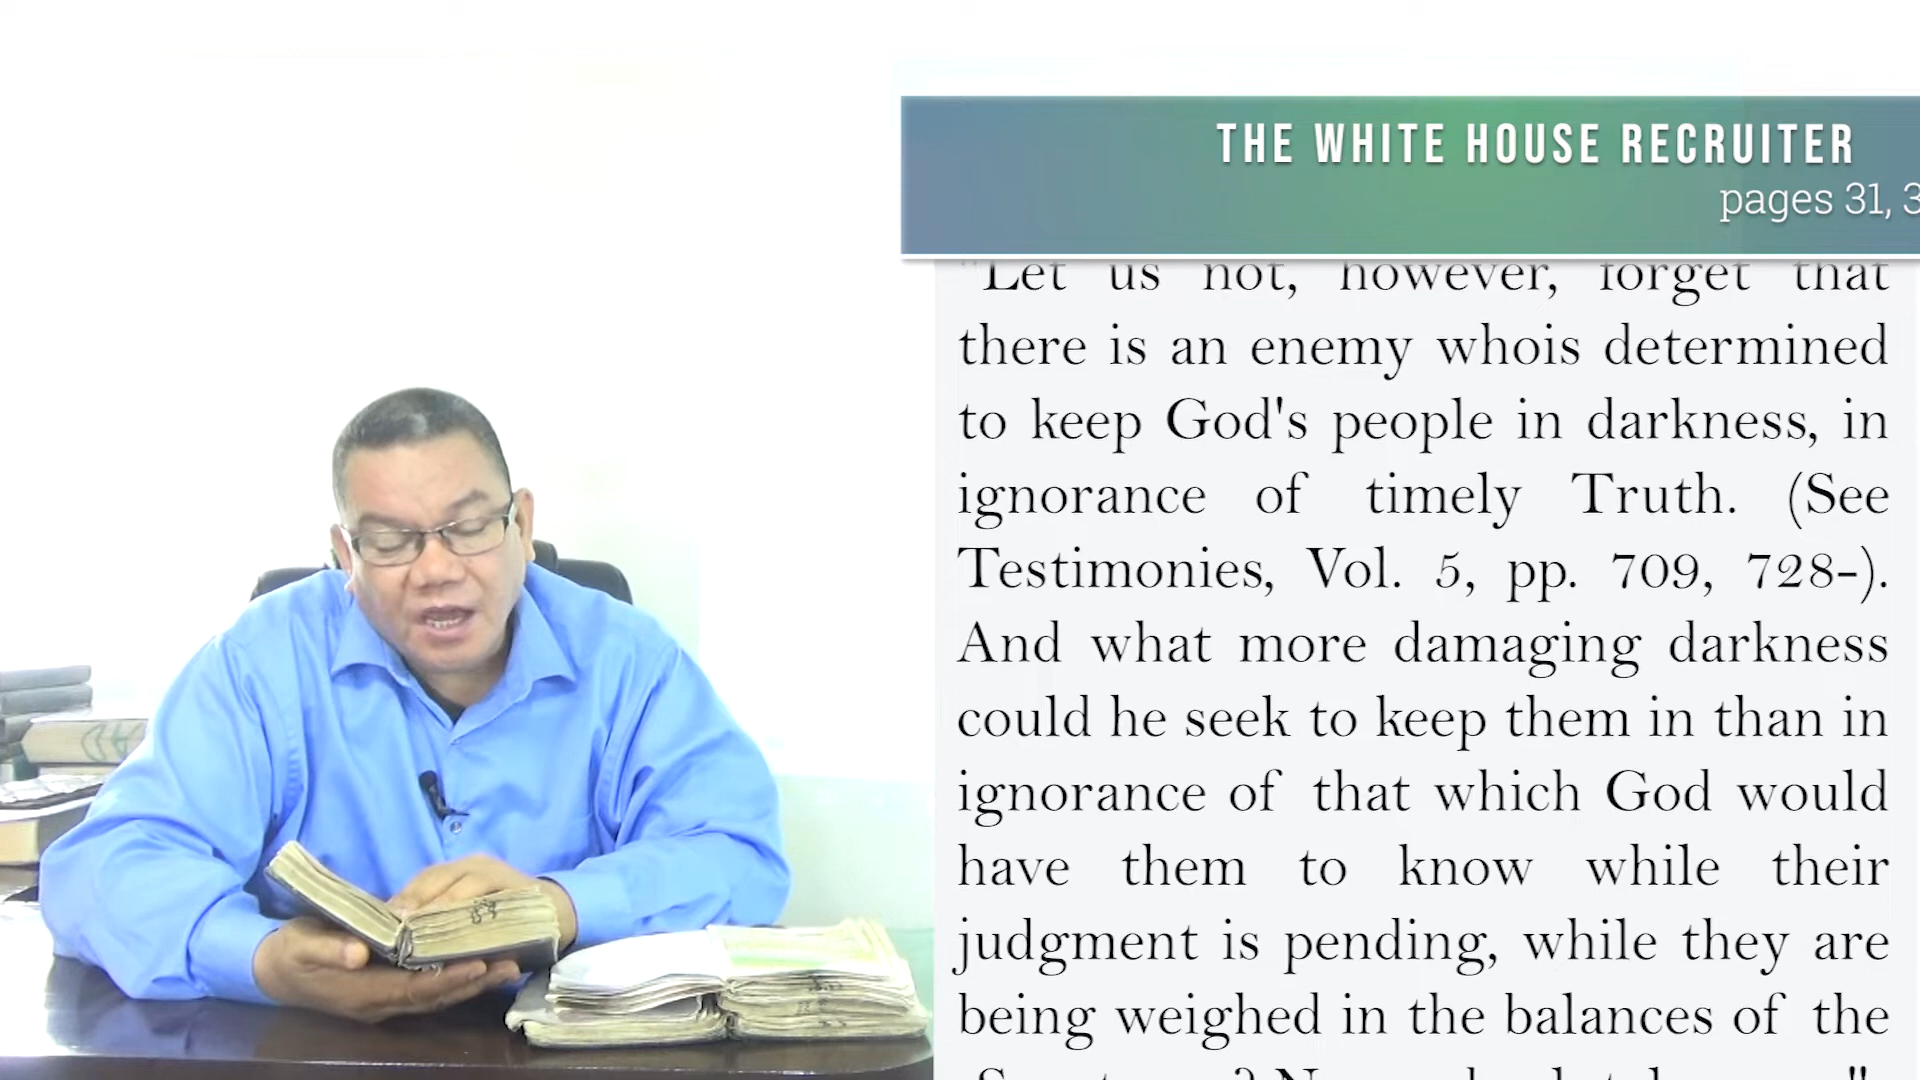 THE WHITE HOUSE RECRUITER
pages 31, 3
"Let us not, however, forget that
there is an enemy whois determined
to keep God's people in darkness, in
ignorance of timely Truth. (See
Testimonies, Vol. 5, pp. 709, 728-).
And what more damaging darkness
could he seek to keep them in than in
ignorance of that which God would
have them to know while their
judgment is pending, while they are
being weighed in the balances of the